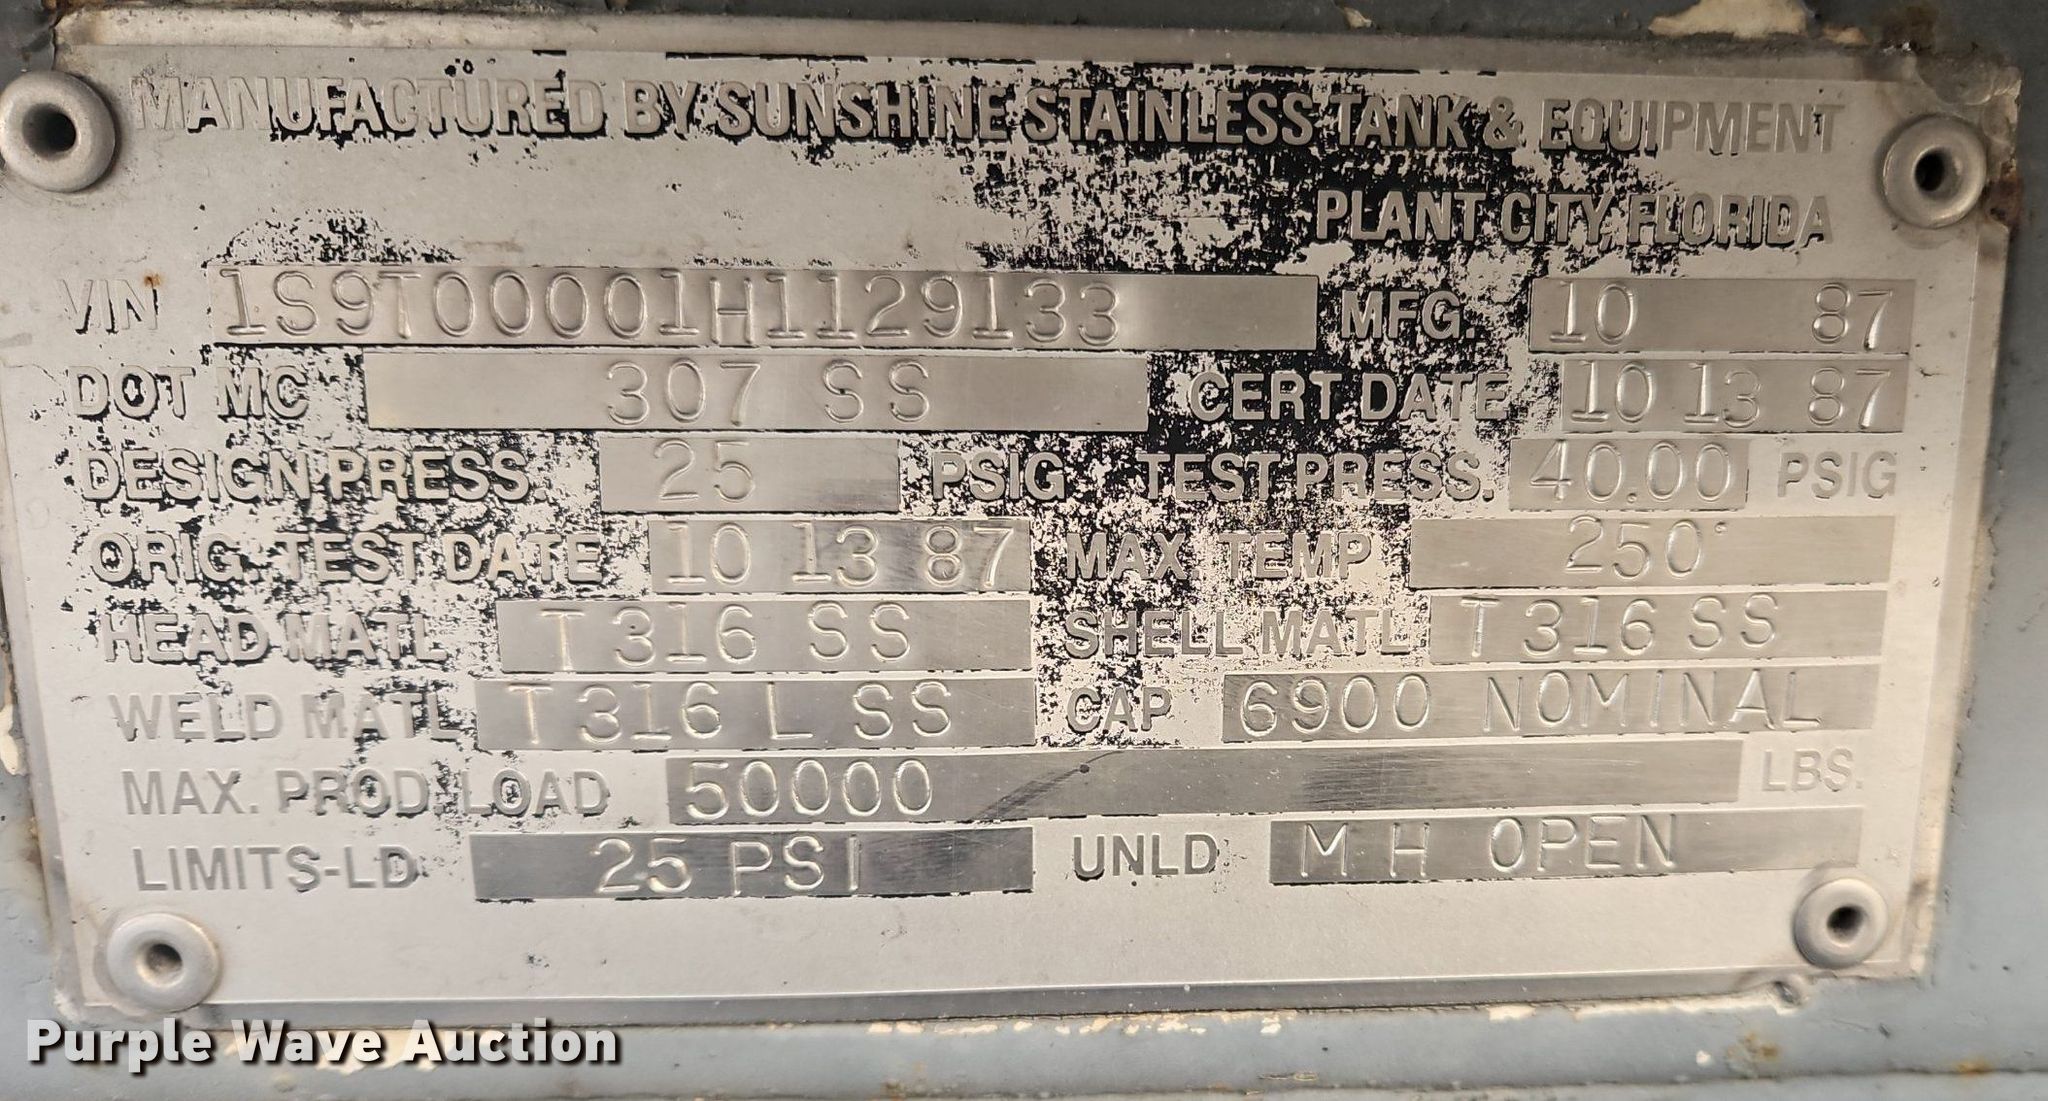 MANUFACTURED BY SUNSHINE STAINLESS TANK & EQUIPMENT
PLANT CITY, FLORIDA
VIN 1S9T00001H1129133 MFG. 10 87
DOT MC 307 SS CERT DATE 10 13 87
DESIGN PRESS. 25 PSIG TEST PRESS. 40.00 PSIG
ORIG. TEST DATE 10 13 87 MAX. TEMP 250°
HEAD MATL T 316 SS SHELL MATL T 316 SS
WELD MATL T 316 L SS CAP 6900 NOMINAL
MAX. PROD. LOAD 50000 LBS.
LIMITS-LD 25 PSI UNLD M H OPEN
Purple Wave Auction